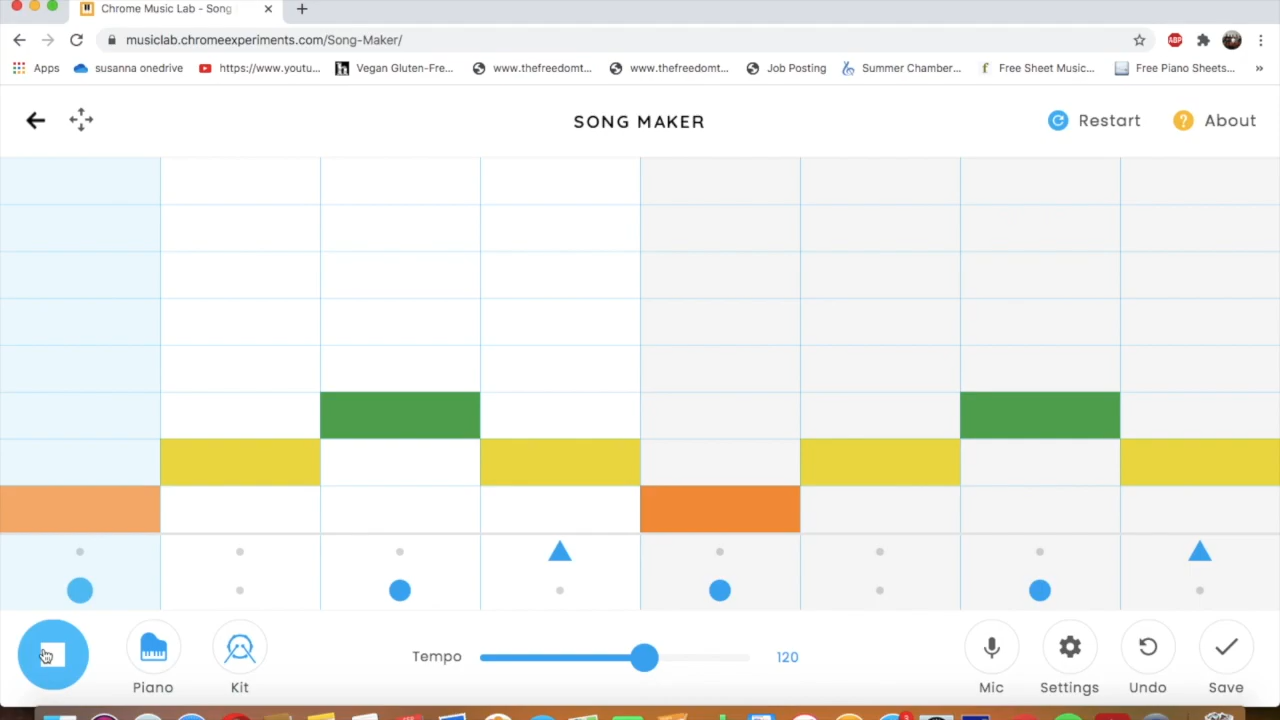 Chrome Music Lab - Song
musiclab.chromeexperiments.com/Song-Maker/
Apps susanna onedrive https://www.youtu... Vegan Gluten-Fre... www.thefreedomt... www.thefreedomt... Job Posting Summer Chamber... Free Sheet Music... Free Piano Sheets... »
SONG MAKER
Restart
About
Tempo
120
Piano
Kit
Mic
Settings
Undo
Save